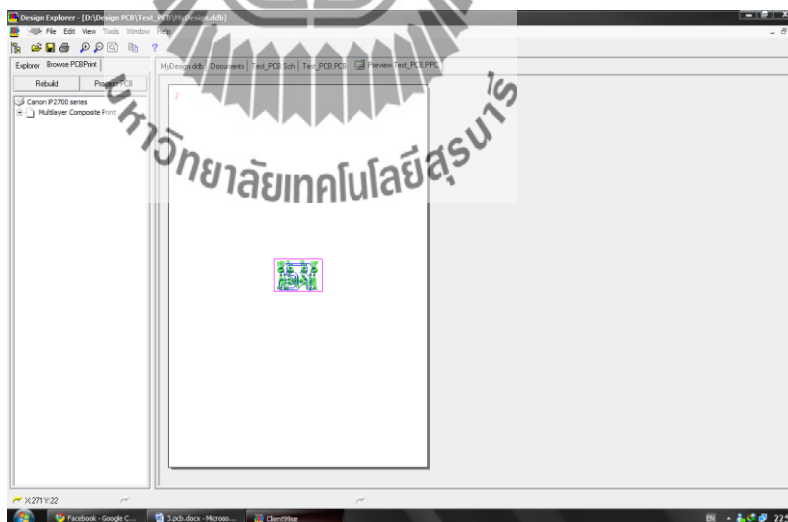 Design Explorer - [D:\Design PCB\Test_PCB\MyDesign.ddb]
File Edit View Tools Window Help
Explorer Browse PCBPrint
MyDesign.ddb Documents Test_PCB.Sch Test_PCB.PCB Preview Test_PCB.PPC
Rebuild Process PCB
Canon iP2700 series
Multilayer Composite Print
มหาวิทยาลัยเทคโนโลยีสุรนารี
X:271 Y:22
Facebook - Google C... 3.pcb.docx - Microso... Client99se EN